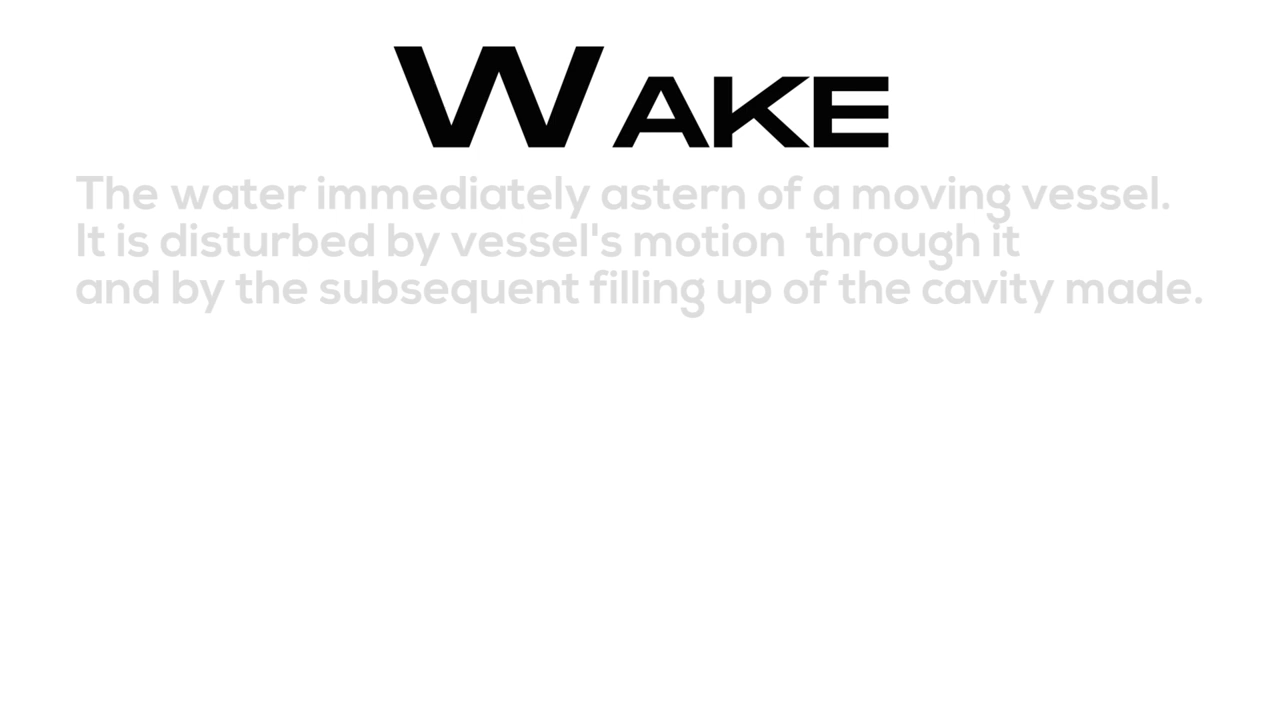 WAKE
The water immediately astern of a moving vessel.
It is disturbed by vessel's motion  through it
and by the subsequent filling up of the cavity made.